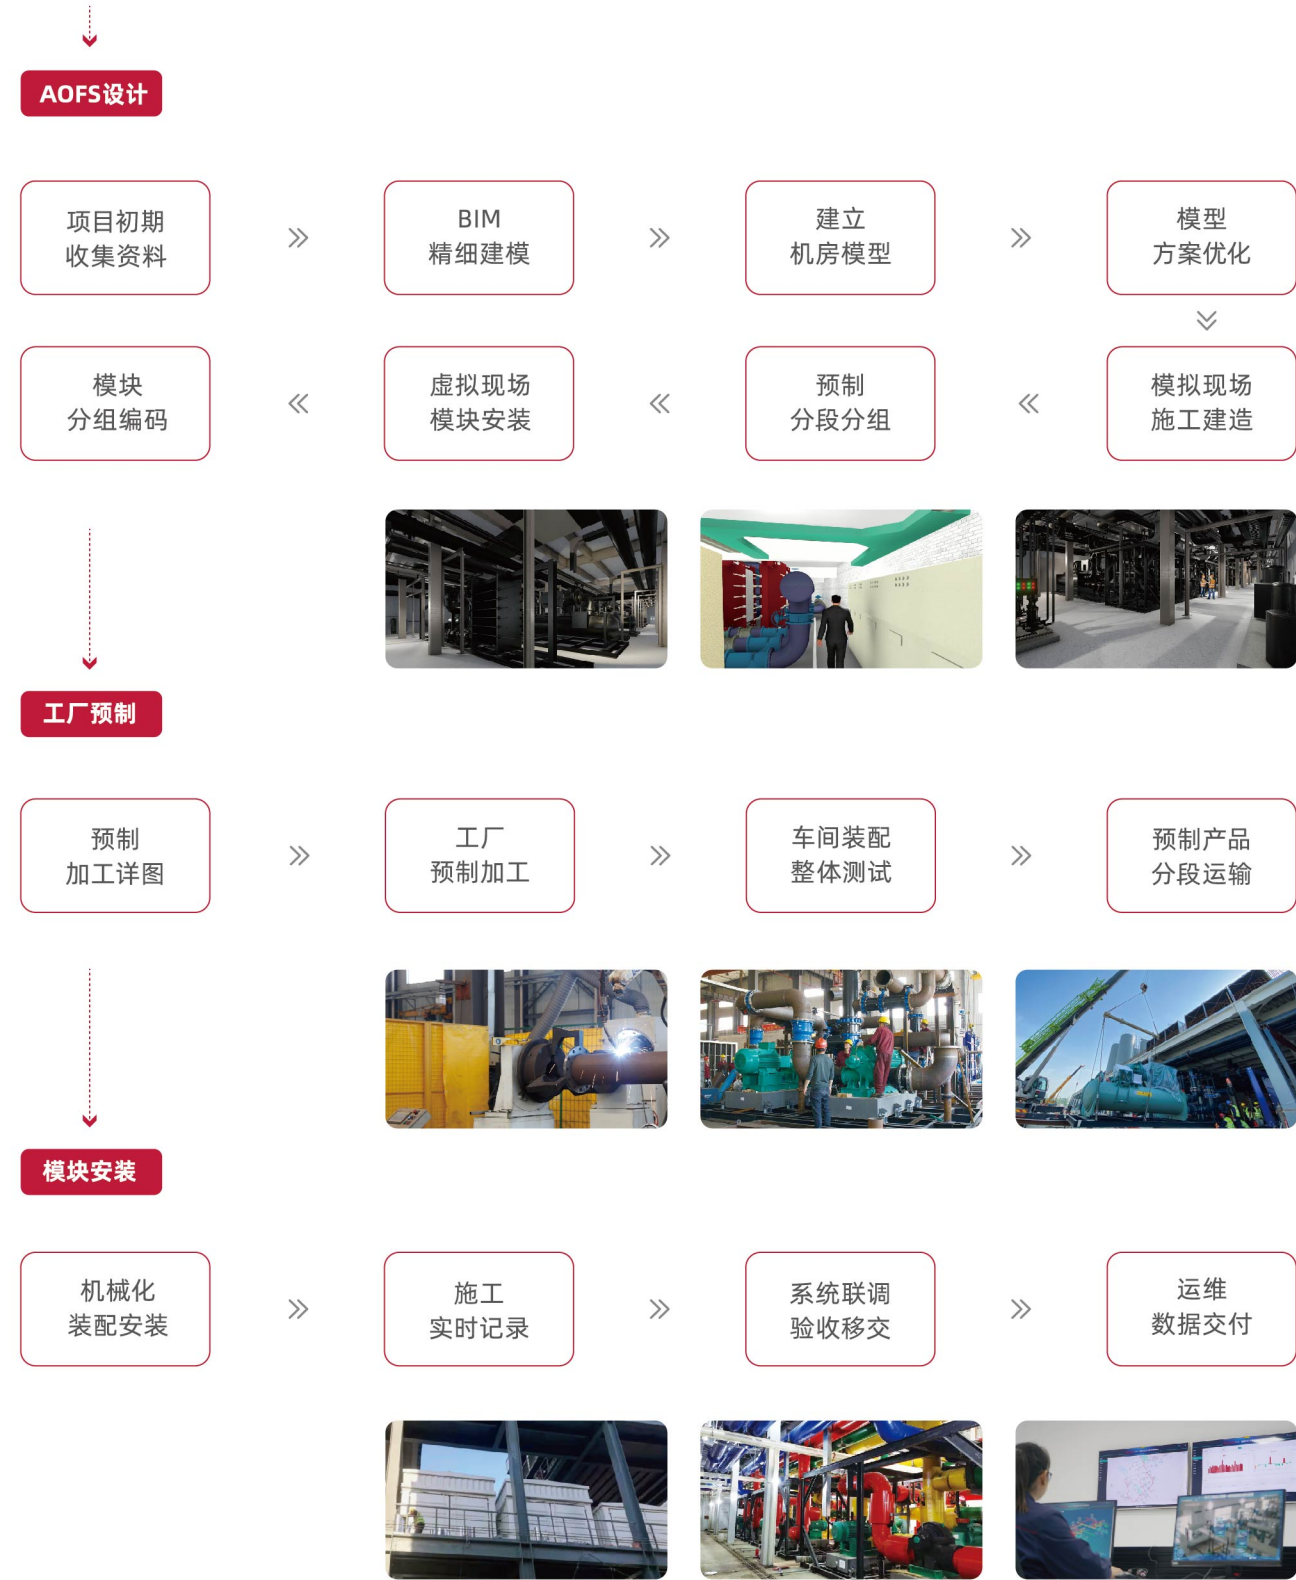 AOFS设计
项目初期
收集资料
BIM
精细建模
建立
机房模型
模型
方案优化
模块
分组编码
虚拟现场
模块安装
预制
分段分组
模拟现场
施工建造
工厂预制
预制
加工详图
工厂
预制加工
车间装配
整体测试
预制产品
分段运输
模块安装
机械化
装配安装
施工
实时记录
系统联调
验收移交
运维
数据交付